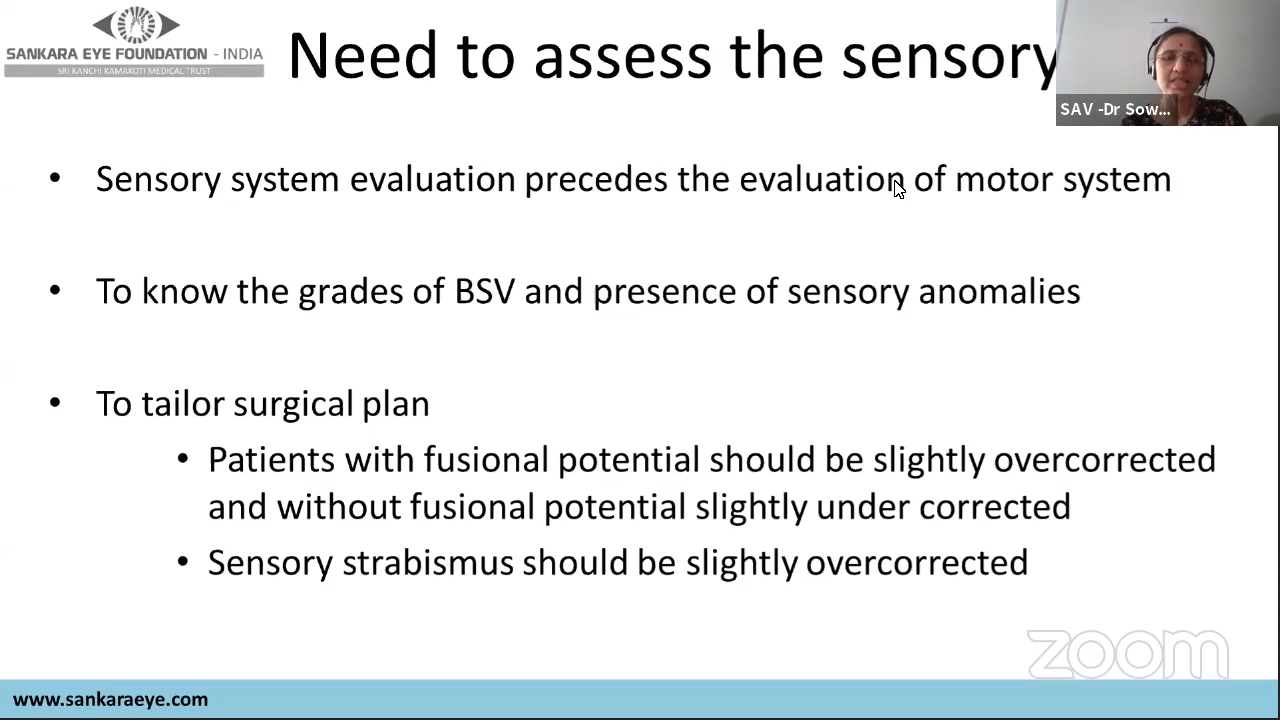 SANKARA EYE FOUNDATION - INDIA
SRI KANCHI KAMAKOTI MEDICAL TRUST
Need to assess the sensory
SAV -Dr Sow...
• Sensory system evaluation precedes the evaluation of motor system
• To know the grades of BSV and presence of sensory anomalies
• To tailor surgical plan
• Patients with fusional potential should be slightly overcorrected
and without fusional potential slightly under corrected
• Sensory strabismus should be slightly overcorrected
zoom
www.sankaraeye.com